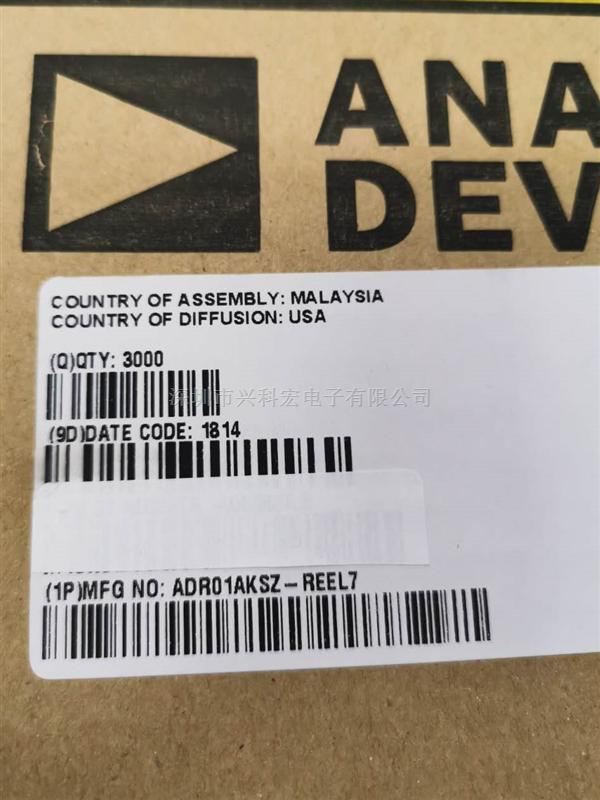 ANA
DEV
COUNTRY OF ASSEMBLY: MALAYSIA
COUNTRY OF DIFFUSION: USA
(Q)QTY: 3000
深圳市兴科宏电子有限公司
(9D)DATE CODE: 1814
(1P)MFG NO: ADR01AKSZ-REEL7